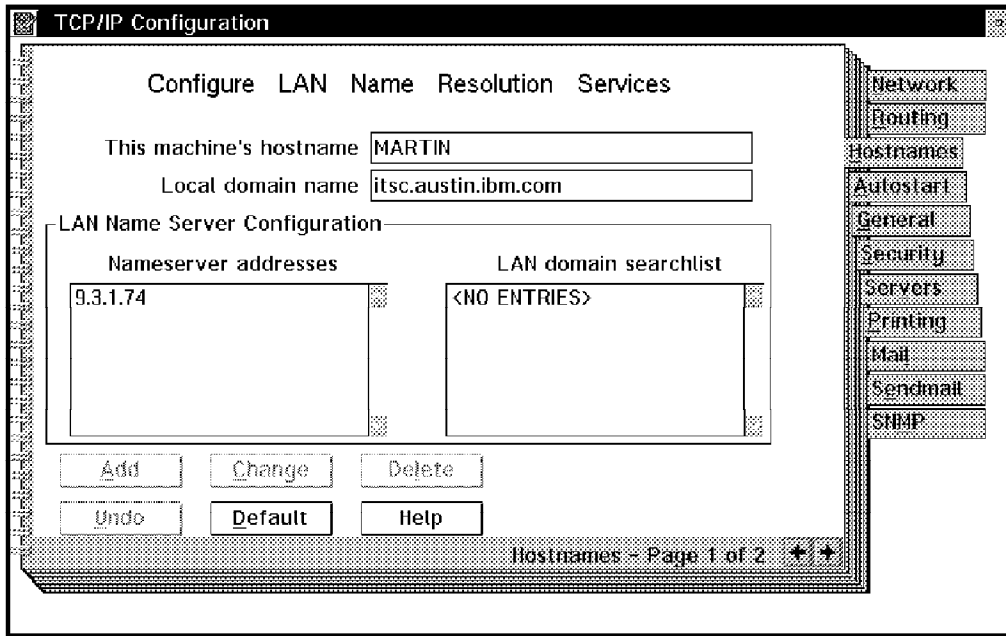 TCP/IP Configuration
Configure LAN Name Resolution Services
This machine's hostname MARTIN
Local domain name itsc.austin.ibm.com
LAN Name Server Configuration
Nameserver addresses LAN domain searchlist
9.3.1.74 <NO ENTRIES>
Add Change Delete
Undo Default Help
Hostnames - Page 1 of 2
Network
Routing
Hostnames
Autostart
General
Security
Servers
Printing
Mail
Sendmail
SNMP